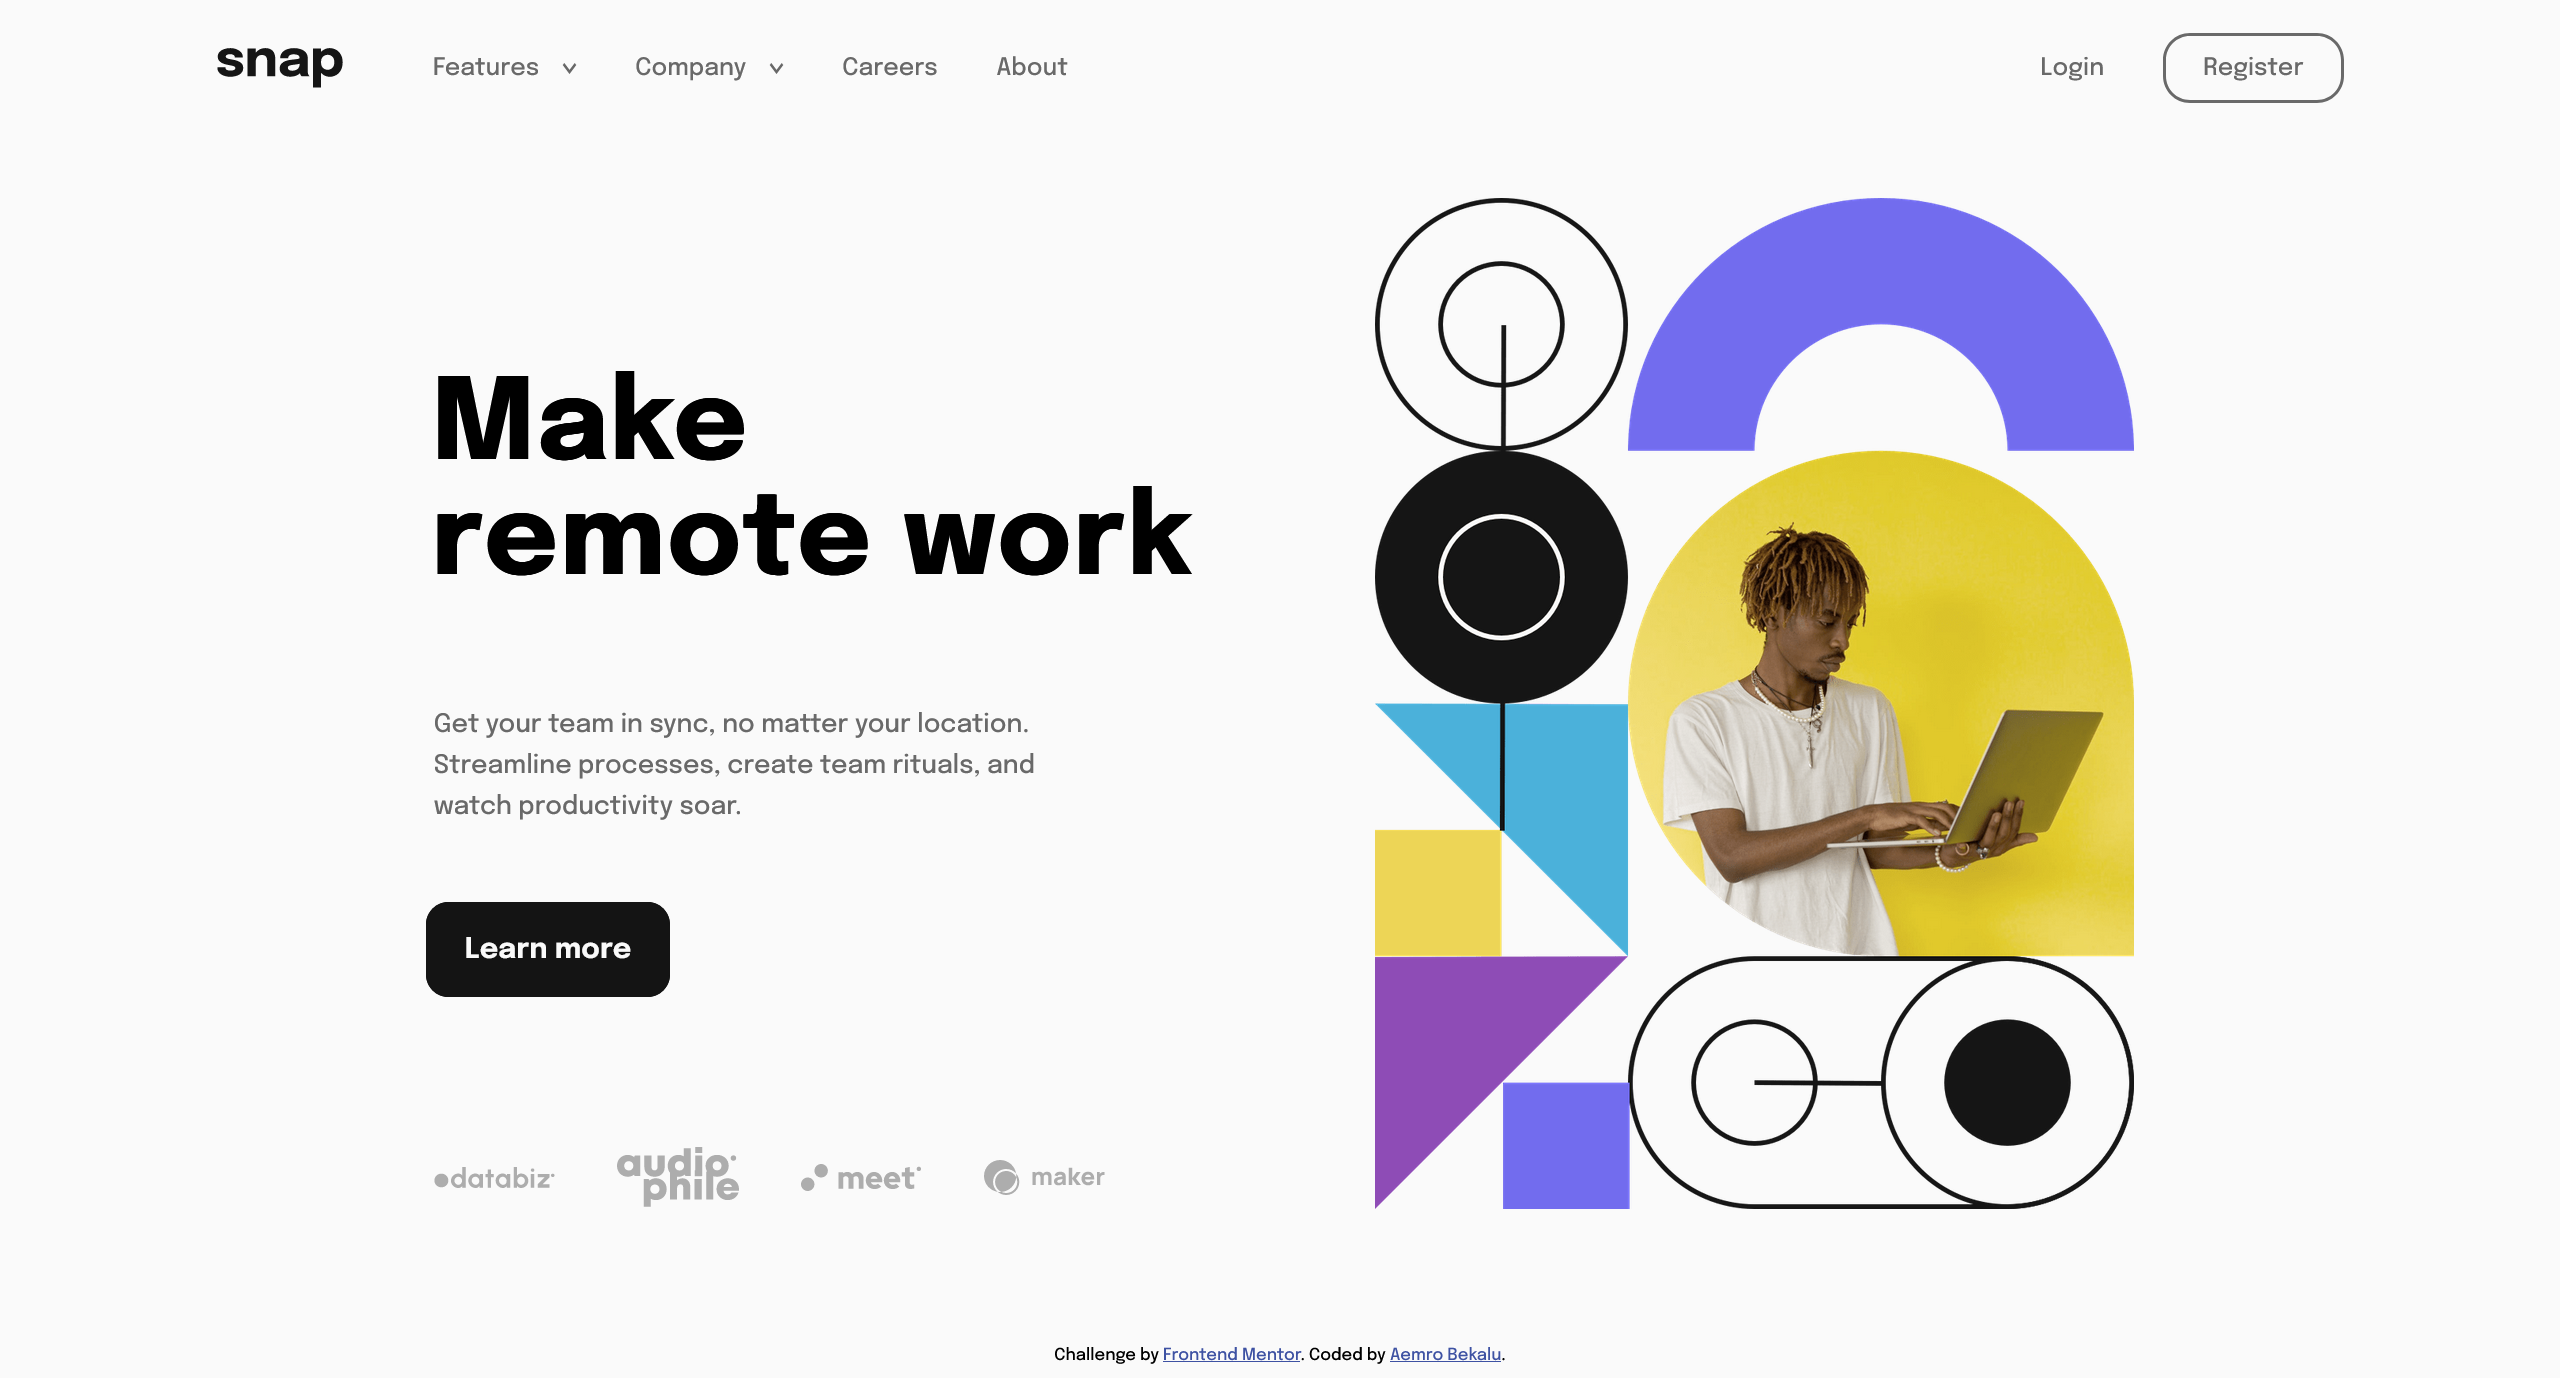 snap
Features
Company
Careers
About
Login
Register
Make
remote work
Get your team in sync, no matter your location.
Streamline processes, create team rituals, and
watch productivity soar.
Learn more
databiz
audio
phile
meet
maker
Challenge by Frontend Mentor. Coded by Aemro Bekalu.